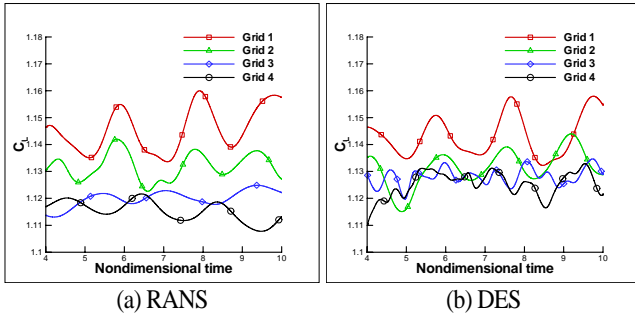 1.18
1.17
1.16
1.15
1.14
1.13
1.12
1.11
1.1
C_L
4 5 6 7 8 9 10
Nondimensional time
Grid 1
Grid 2
Grid 3
Grid 4
(a) RANS
1.18
1.17
1.16
1.15
1.14
1.13
1.12
1.11
1.1
C_L
4 5 6 7 8 9 10
Nondimensional time
Grid 1
Grid 2
Grid 3
Grid 4
(b) DES